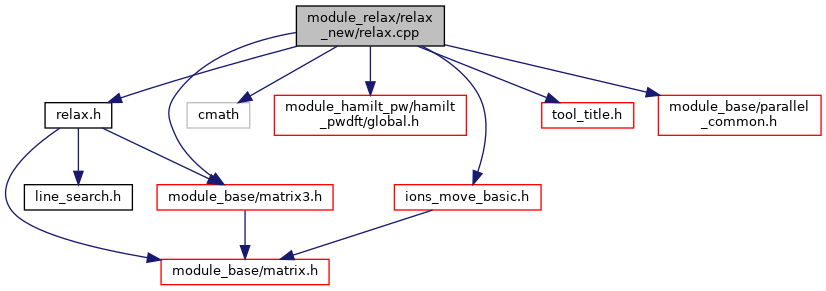 module_relax/relax
_new/relax.cpp
relax.h
cmath
module_hamilt_pw/hamilt
_pwdft/global.h
tool_title.h
module_base/parallel
_common.h
line_search.h
module_base/matrix3.h
ions_move_basic.h
module_base/matrix.h